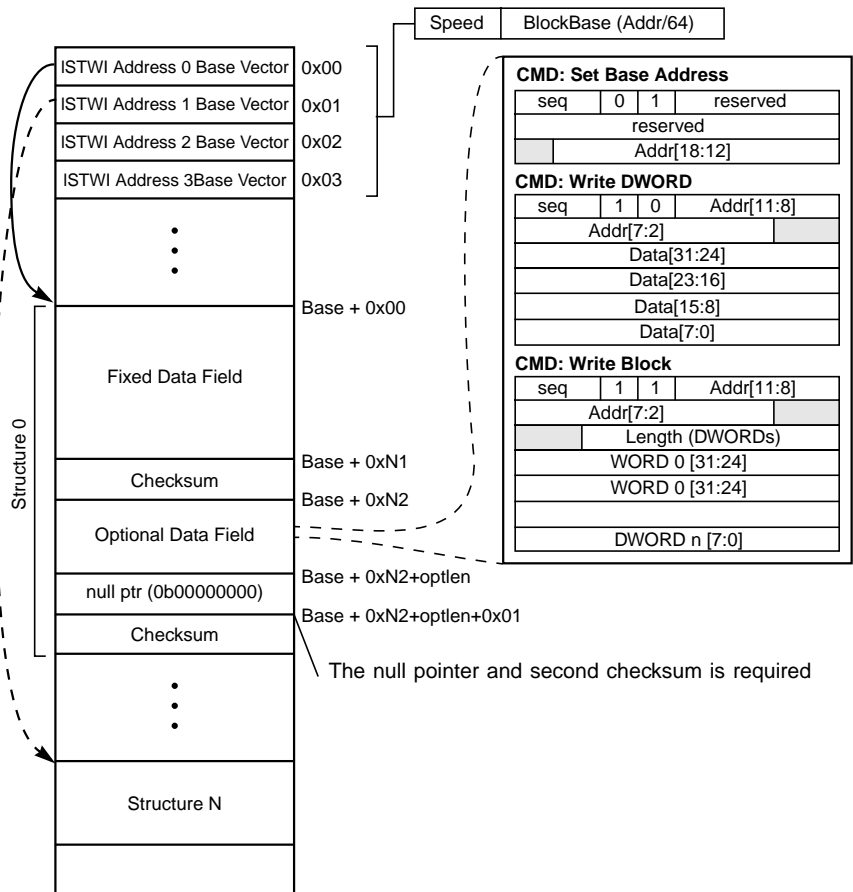 Speed BlockBase (Addr/64)
ISTWI Address 0 Base Vector 0x00
ISTWI Address 1 Base Vector 0x01
ISTWI Address 2 Base Vector 0x02
ISTWI Address 3Base Vector 0x03
Base + 0x00
Structure 0
Fixed Data Field
Base + 0xN1
Checksum
Base + 0xN2
Optional Data Field
Base + 0xN2+optlen
null ptr (0b00000000)
Base + 0xN2+optlen+0x01
Checksum
The null pointer and second checksum is required
Structure N
CMD: Set Base Address
seq 0 1 reserved
reserved
Addr[18:12]
CMD: Write DWORD
seq 1 0 Addr[11:8]
Addr[7:2]
Data[31:24]
Data[23:16]
Data[15:8]
Data[7:0]
CMD: Write Block
seq 1 1 Addr[11:8]
Addr[7:2]
Length (DWORDs)
WORD 0 [31:24]
WORD 0 [31:24]
DWORD n [7:0]